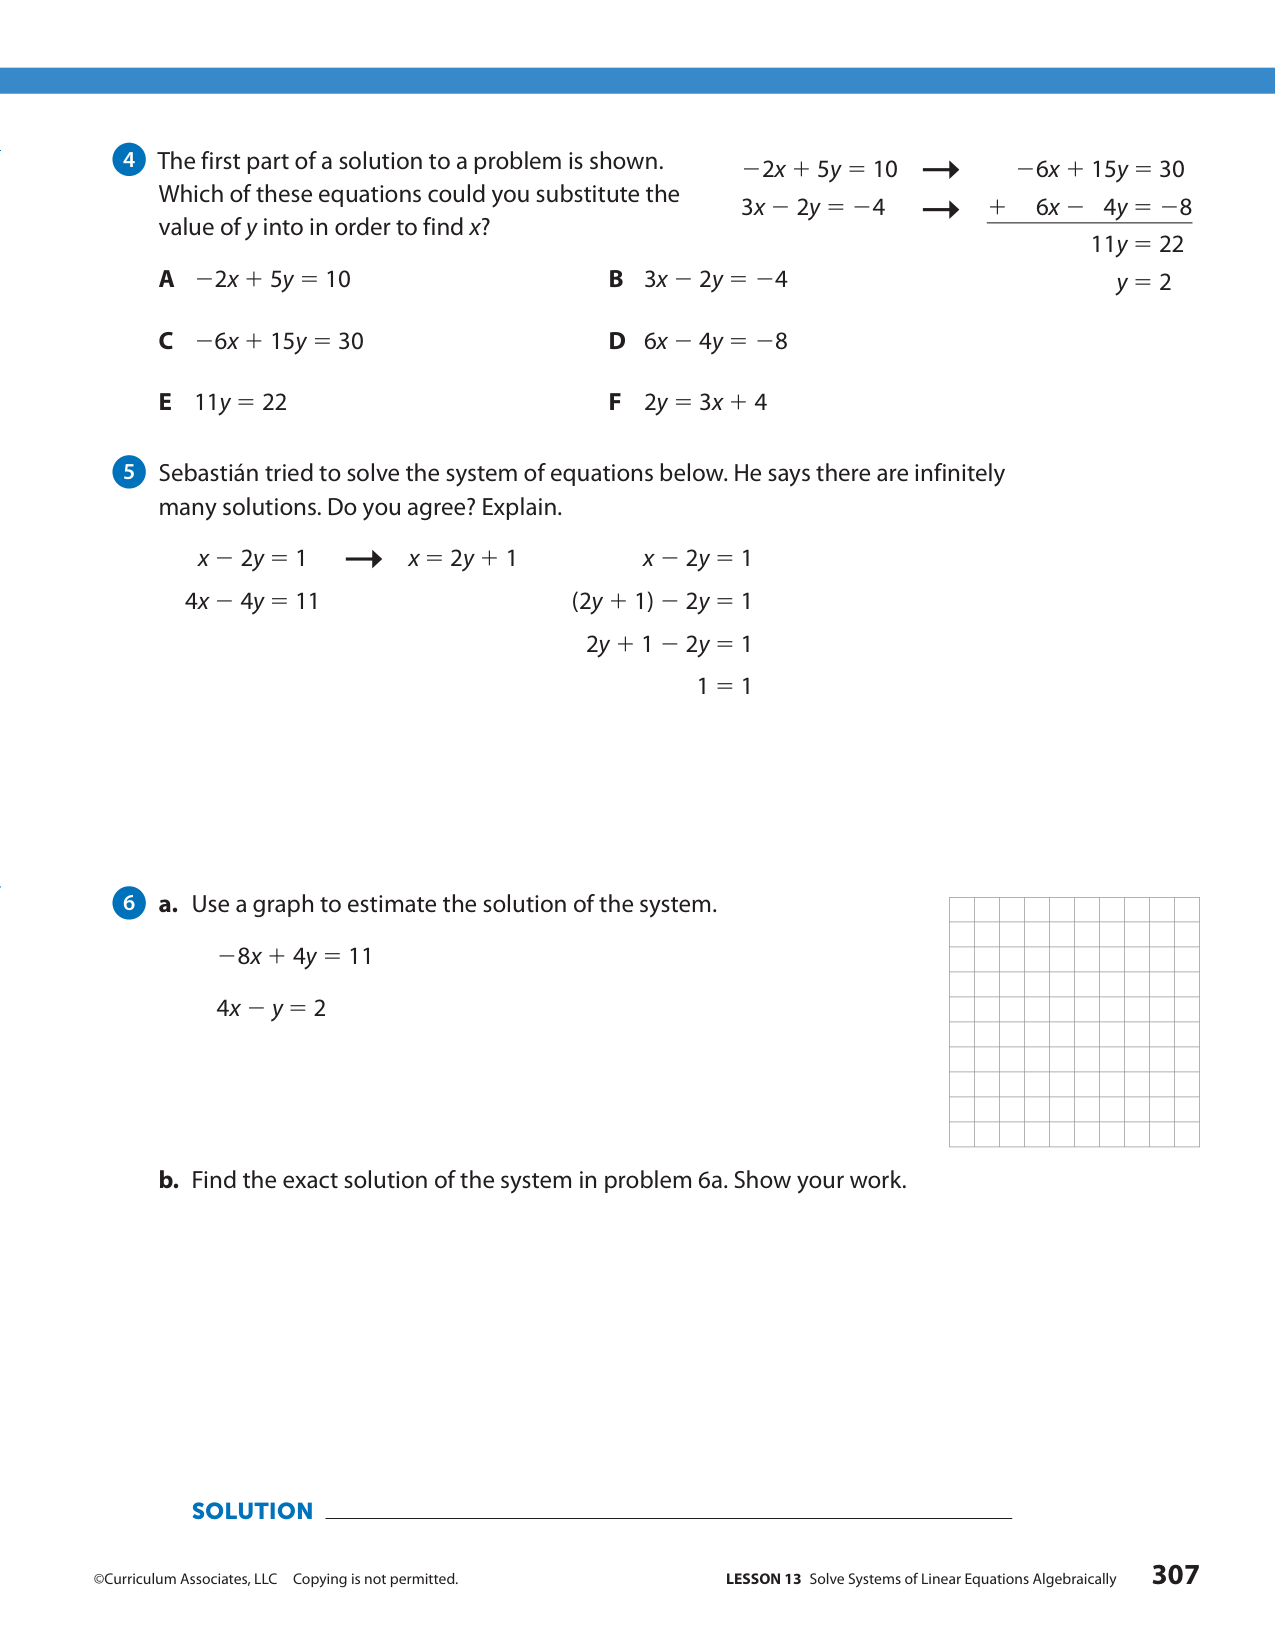 4 The first part of a solution to a problem is shown.
Which of these equations could you substitute the
value of y into in order to find x?
−2x + 5y = 10 → −6x + 15y = 30
3x − 2y = −4 → + 6x − 4y = −8
11y = 22
y = 2
A −2x + 5y = 10 B 3x − 2y = −4
C −6x + 15y = 30 D 6x − 4y = −8
E 11y = 22 F 2y = 3x + 4
5 Sebastián tried to solve the system of equations below. He says there are infinitely
many solutions. Do you agree? Explain.
x − 2y = 1 → x = 2y + 1 x − 2y = 1
4x − 4y = 11 (2y + 1) − 2y = 1
2y + 1 − 2y = 1
1 = 1
6 a. Use a graph to estimate the solution of the system.
−8x + 4y = 11
4x − y = 2
b. Find the exact solution of the system in problem 6a. Show your work.
SOLUTION
©Curriculum Associates, LLC Copying is not permitted. LESSON 13 Solve Systems of Linear Equations Algebraically 307